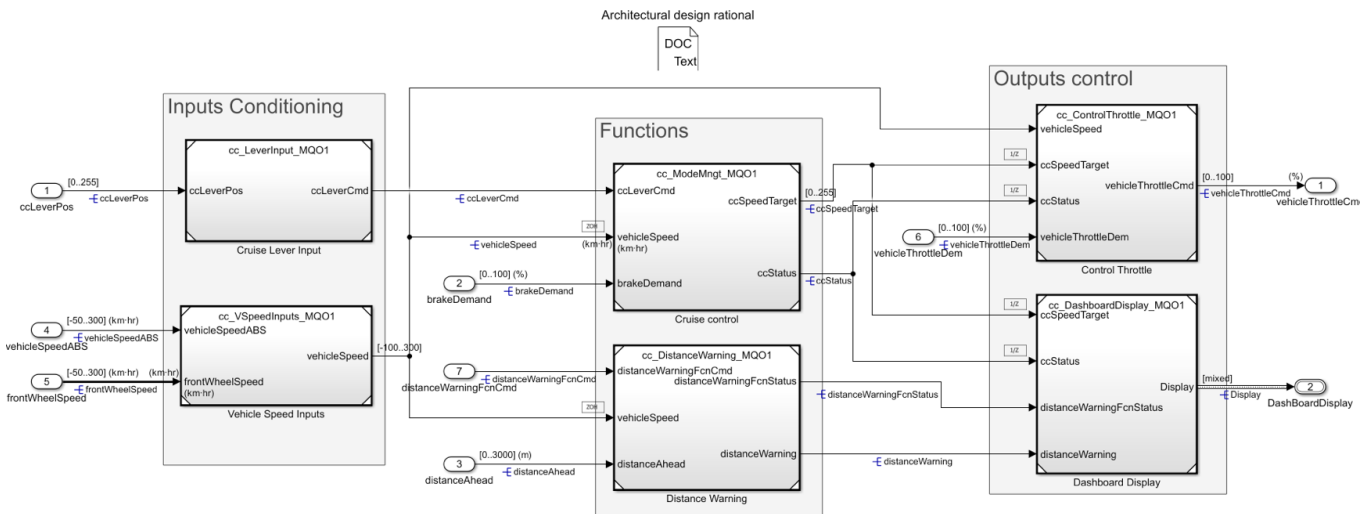 Architectural design rational
DOC
Text
Inputs Conditioning
cc_LeverInput_MQO1
[0..255]
1
ccLeverPos
ccLeverPos
ccLeverPos
ccLeverCmd
Cruise Lever Input
ccLeverCmd
cc_VSpeedInputs_MQO1
[-50..300] (km·hr)
4
vehicleSpeedABS
vehicleSpeedABS
vehicleSpeedABS
vehicleSpeed
[-100..300]
[-50..300] (km·hr)
(km·hr)
5
frontWheelSpeed
frontWheelSpeed
frontWheelSpeed
(km·hr)
Vehicle Speed Inputs
Functions
cc_ModeMngt_MQO1
ccLeverCmd
ccSpeedTarget
[0..255]
ccSpeedTarget
ZOH
vehicleSpeed
(km·hr)
vehicleSpeed
(km·hr)
[0..100] (%)
2
brakeDemand
brakeDemand
brakeDemand
ccStatus
ccStatus
Cruise control
cc_DistanceWarning_MQO1
7
distanceWarningFcnCmd
distanceWarningFcnCmd
distanceWarningFcnCmd
distanceWarningFcnStatus
distanceWarningFcnStatus
ZOH
vehicleSpeed
[0..3000] (m)
3
distanceAhead
distanceAhead
distanceAhead
distanceWarning
distanceWarning
Distance Warning
Outputs control
cc_ControlThrottle_MQO1
vehicleSpeed
1/Z
ccSpeedTarget
1/Z
ccStatus
vehicleThrottleCmd
[0..100]
(%)
vehicleThrottleCmd
1
vehicleThrottleCm
[0..100] (%)
6
vehicleThrottleDem
vehicleThrottleDem
vehicleThrottleDem
Control Throttle
cc_DashboardDisplay_MQO1
1/Z
ccSpeedTarget
1/Z
ccStatus
Display
[mixed]
Display
2
DashBoardDisplay
distanceWarningFcnStatus
distanceWarning
Dashboard Display